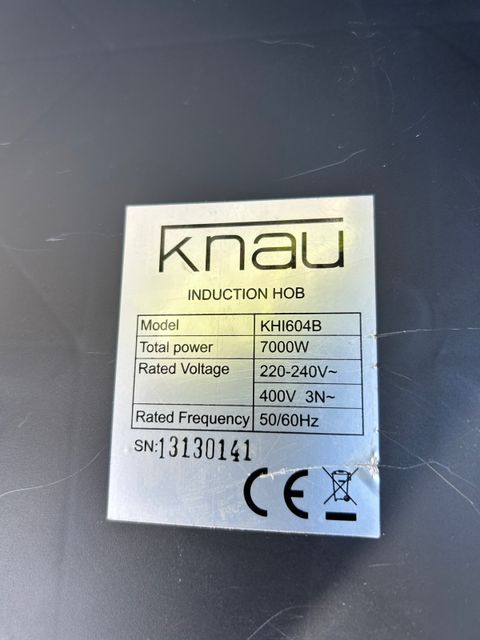 knau
INDUCTION HOB
Model KHI604B
Total power 7000W
Rated Voltage 220-240V~
400V 3N~
Rated Frequency 50/60Hz
SN:13130141
CE